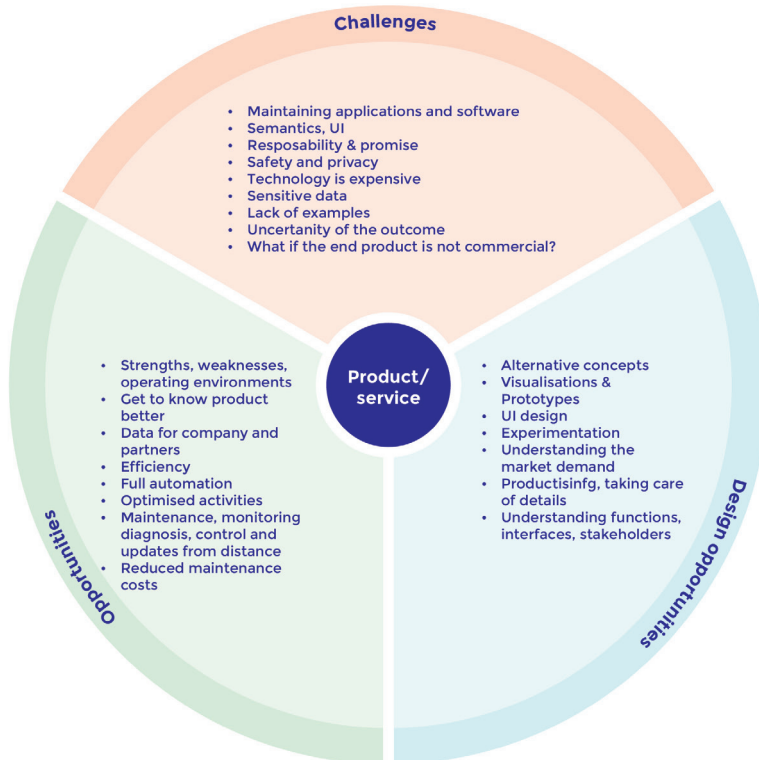 Challenges
• Maintaining applications and software
• Semantics, UI
• Resposability & promise
• Safety and privacy
• Technology is expensive
• Sensitive data
• Lack of examples
• Uncertanity of the outcome
• What if the end product is not commercial?
Product/
service
• Strengths, weaknesses,
operating environments
• Get to know product
better
• Data for company and
partners
• Efficiency
• Full automation
• Optimised activities
• Maintenance, monitoring
diagnosis, control and
updates from distance
• Reduced maintenance
costs
Opportunities
• Alternative concepts
• Visualisations &
Prototypes
• UI design
• Experimentation
• Understanding the
market demand
• Productisinfg, taking care
of details
• Understanding functions,
interfaces, stakeholders
Design opportunities